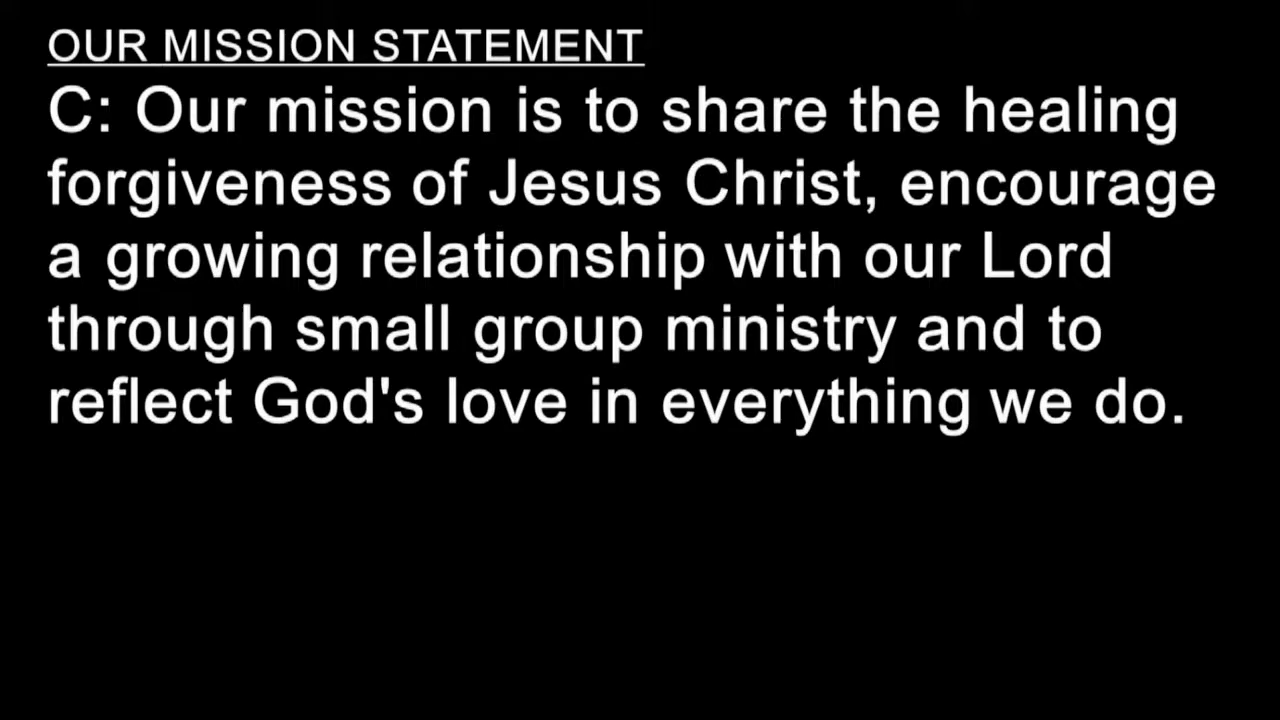 OUR MISSION STATEMENT
C: Our mission is to share the healing
forgiveness of Jesus Christ, encourage
a growing relationship with our Lord
through small group ministry and to
reflect God's love in everything we do.